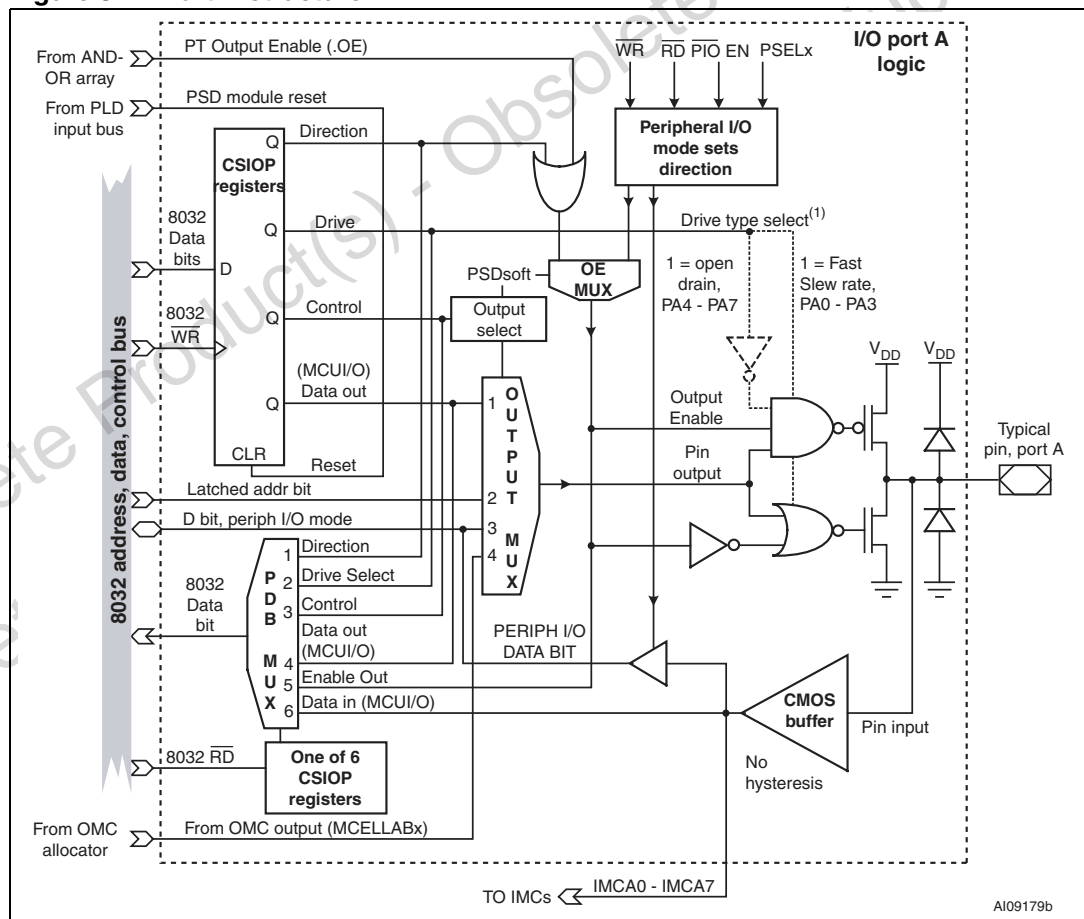 I/O port A
logic
From AND-
OR array
PT Output Enable (.OE)
WR RD PIO EN PSELx
From PLD
input bus
PSD module reset
Peripheral I/O
mode sets
direction
CSIOP
registers
Q Direction
8032
Data
bits
D
Q Drive
Drive type select(1)
PSDsoft
OE
MUX
1 = open
drain,
PA4 - PA7
1 = Fast
Slew rate,
PA0 - PA3
8032
WR
Q Control
Output
select
(MCUI/O)
Q Data out
VDD VDD
OUTPUT MUX
1
2
3
4
Output
Enable
Pin
output
Typical
pin, port A
CLR
Reset
8032 address, data, control bus
Latched addr bit
D bit, periph I/O mode
PDB MUX
1 Direction
2 Drive Select
3 Control
Data out
4 (MCUI/O)
5 Enable Out
6 Data in (MCUI/O)
8032
Data
bit
PERIPH I/O
DATA BIT
CMOS
buffer
Pin input
No
hysteresis
8032 RD
One of 6
CSIOP
registers
From OMC
allocator
From OMC output (MCELLABx)
TO IMCs
IMCA0 - IMCA7
AI09179b
Product(s) - Obsolete